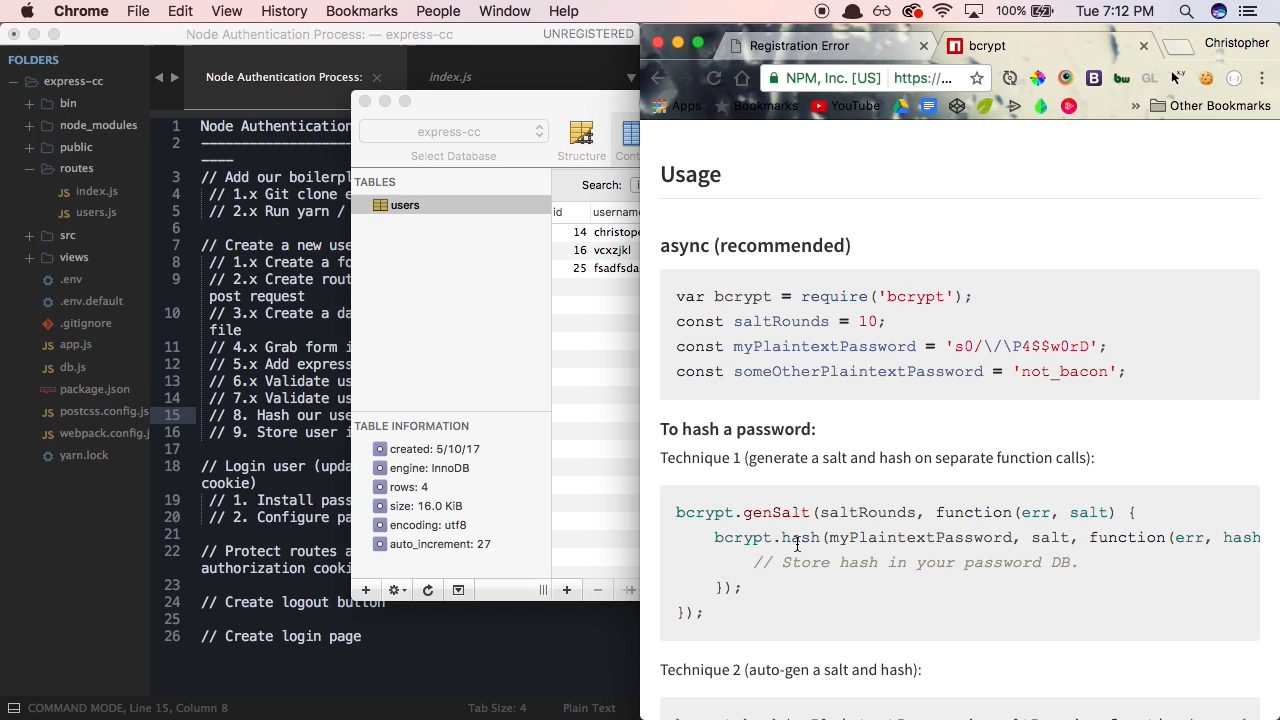 Chrome File Edit View History Bookmarks People Window Help 100% Tue 7:12 PM
Node Authentication Process: — express-cc UNREGISTERED
FOLDERS
express-cc
bin
node_modules
public
routes
index.js
users.js
src
views
.env
.env.default
.gitignore
app.js
db.js
package.json
postcss.config.js
webpack.config.j
yarn.lock
Node Authentication Process: index.js
1 Node Authentication
2 ------------------
----
3 // Add our boilerpl
4 // 1.x Git clone e
5 // 2.x Run yarn /
6
7 // Create a new use
8 // 1.x Create a fo
9 // 2.x Create rout
post request
10 // 3.x Create a da
file
11 // 4.x Grab form i
12 // 5.x Add express
13 // 6.x Validate us
14 // 7.x Validate us
15 // 8. Hash our use
16 // 9. Store user i
17
18 // Login user (upda
cookie)
19 // 1. Install pass
20 // 2. Configure pa
21
22 // Protect routes a
authorization cooki
23
24 // Create logout button
25
26 // Create login page
COMMAND MODE, Line 15, Column 8 Tab Size: 4 Plain Text
express-cc
Select Database Structure Cont
TABLES
users
Search: i
id username
14 christope
16 vcxzjkl
25 fsadfsda
TABLE INFORMATION
created: 5/10/17
engine: InnoDB
rows: 4
size: 16.0 KiB
encoding: utf8
auto_increment: 27
Registration Error bcrypt Christopher
NPM, Inc. [US] https://...
Apps Bookmarks YouTube » Other Bookmarks
Usage
async (recommended)
var bcrypt = require('bcrypt');
const saltRounds = 10;
const myPlaintextPassword = 's0/\/\P4$$w0rD';
const someOtherPlaintextPassword = 'not_bacon';
To hash a password:
Technique 1 (generate a salt and hash on separate function calls):
bcrypt.genSalt(saltRounds, function(err, salt) {
bcrypt.hash(myPlaintextPassword, salt, function(err, hash
// Store hash in your password DB.
});
});
Technique 2 (auto-gen a salt and hash):